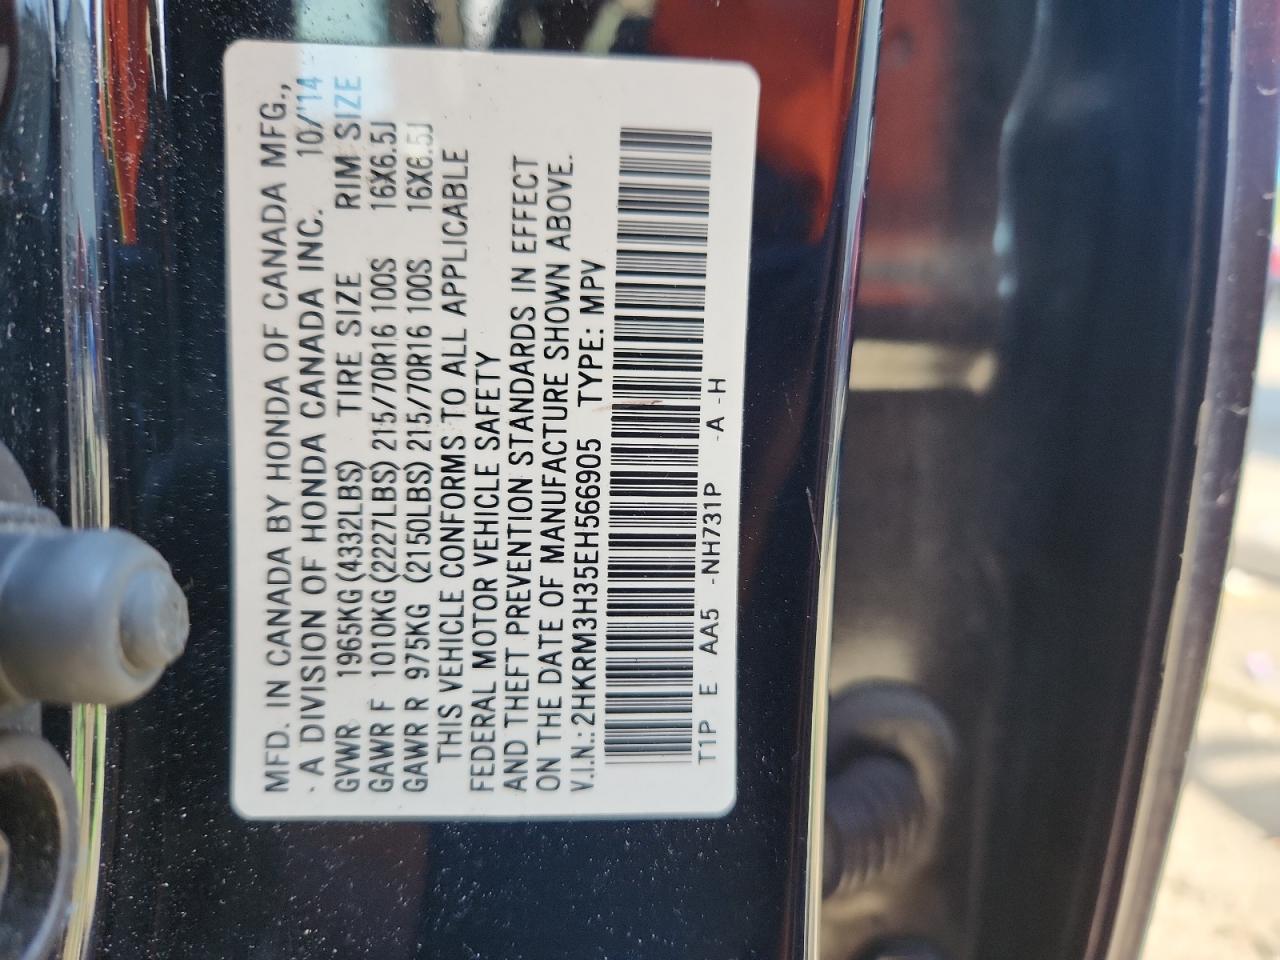 MFD. IN CANADA BY HONDA OF CANADA MFG.,
· A DIVISION OF HONDA CANADA INC. 10/'14
GVWR 1965KG(4332LBS) TIRE SIZE RIM SIZE
GAWR F 1010KG(2227LBS) 215/70R16 100S 16X6.5J
GAWR R 975KG (2150LBS) 215/70R16 100S 16X6.5J
THIS VEHICLE CONFORMS TO ALL APPLICABLE
FEDERAL MOTOR VEHICLE SAFETY
AND THEFT PREVENTION STANDARDS IN EFFECT
ON THE DATE OF MANUFACTURE SHOWN ABOVE.
V.I.N.:2HKRM3H35EH566905 TYPE: MPV
T1P E AA5 -NH731P -A -H